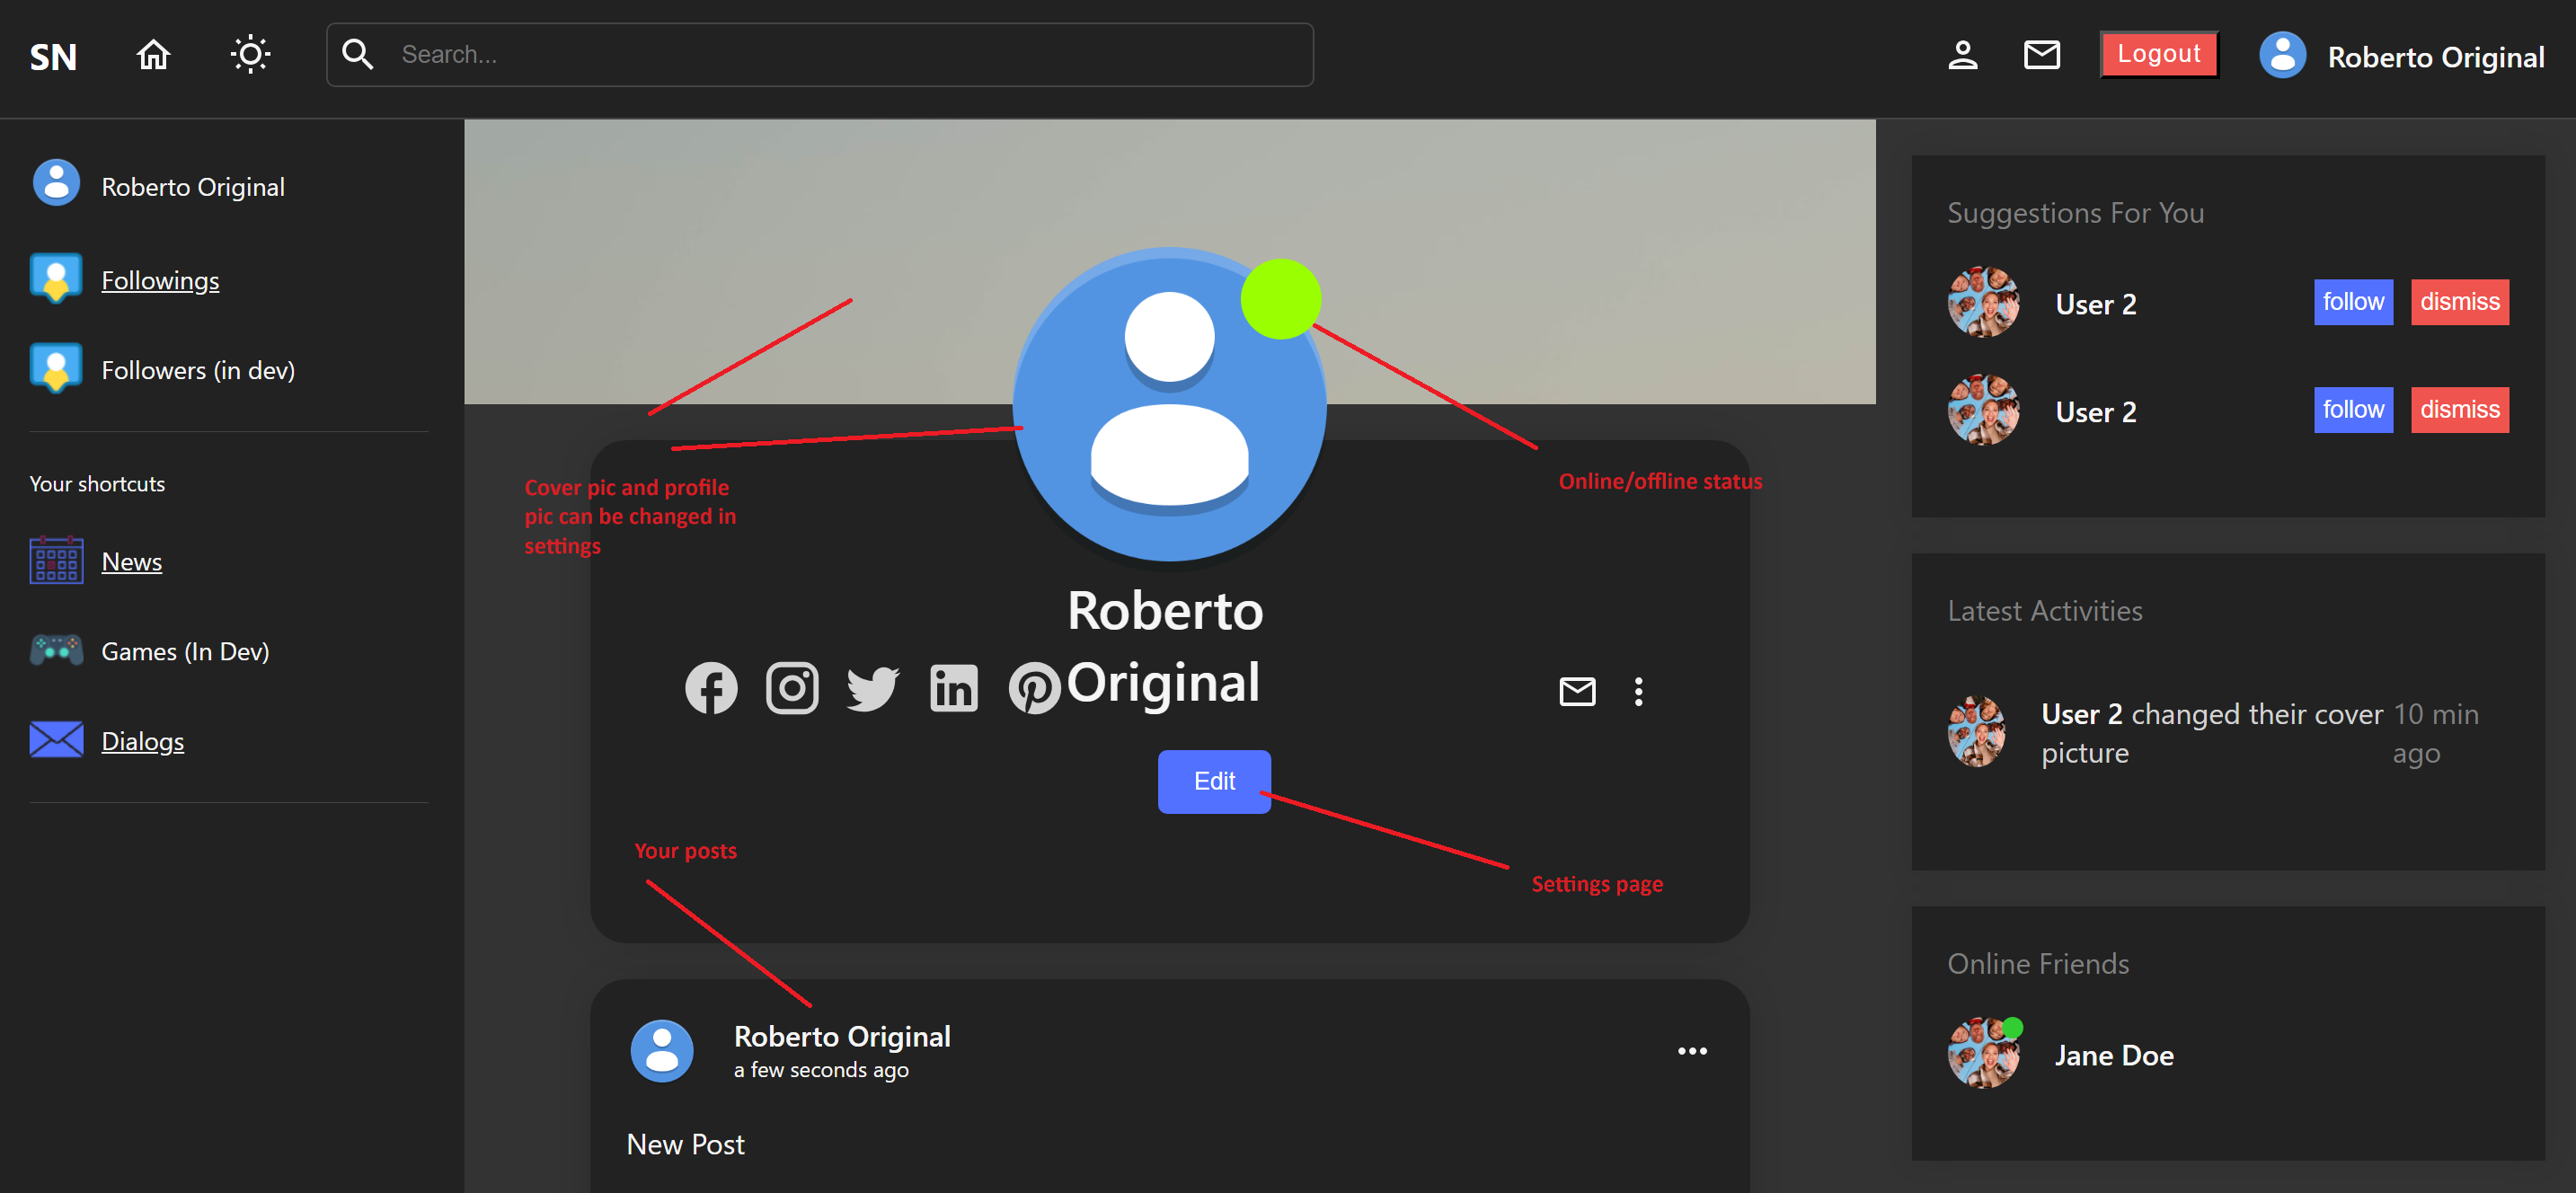 SN
Search...
Logout
Roberto Original
Roberto Original
Followings
Followers (in dev)
Your shortcuts
News
Games (In Dev)
Dialogs
Cover pic and profile
pic can be changed in
settings
Online/offline status
Roberto
Original
Edit
Your posts
Settings page
Roberto Original
a few seconds ago
New Post
Suggestions For You
User 2
follow
dismiss
User 2
follow
dismiss
Latest Activities
User 2 changed their cover
picture
10 min
ago
Online Friends
Jane Doe